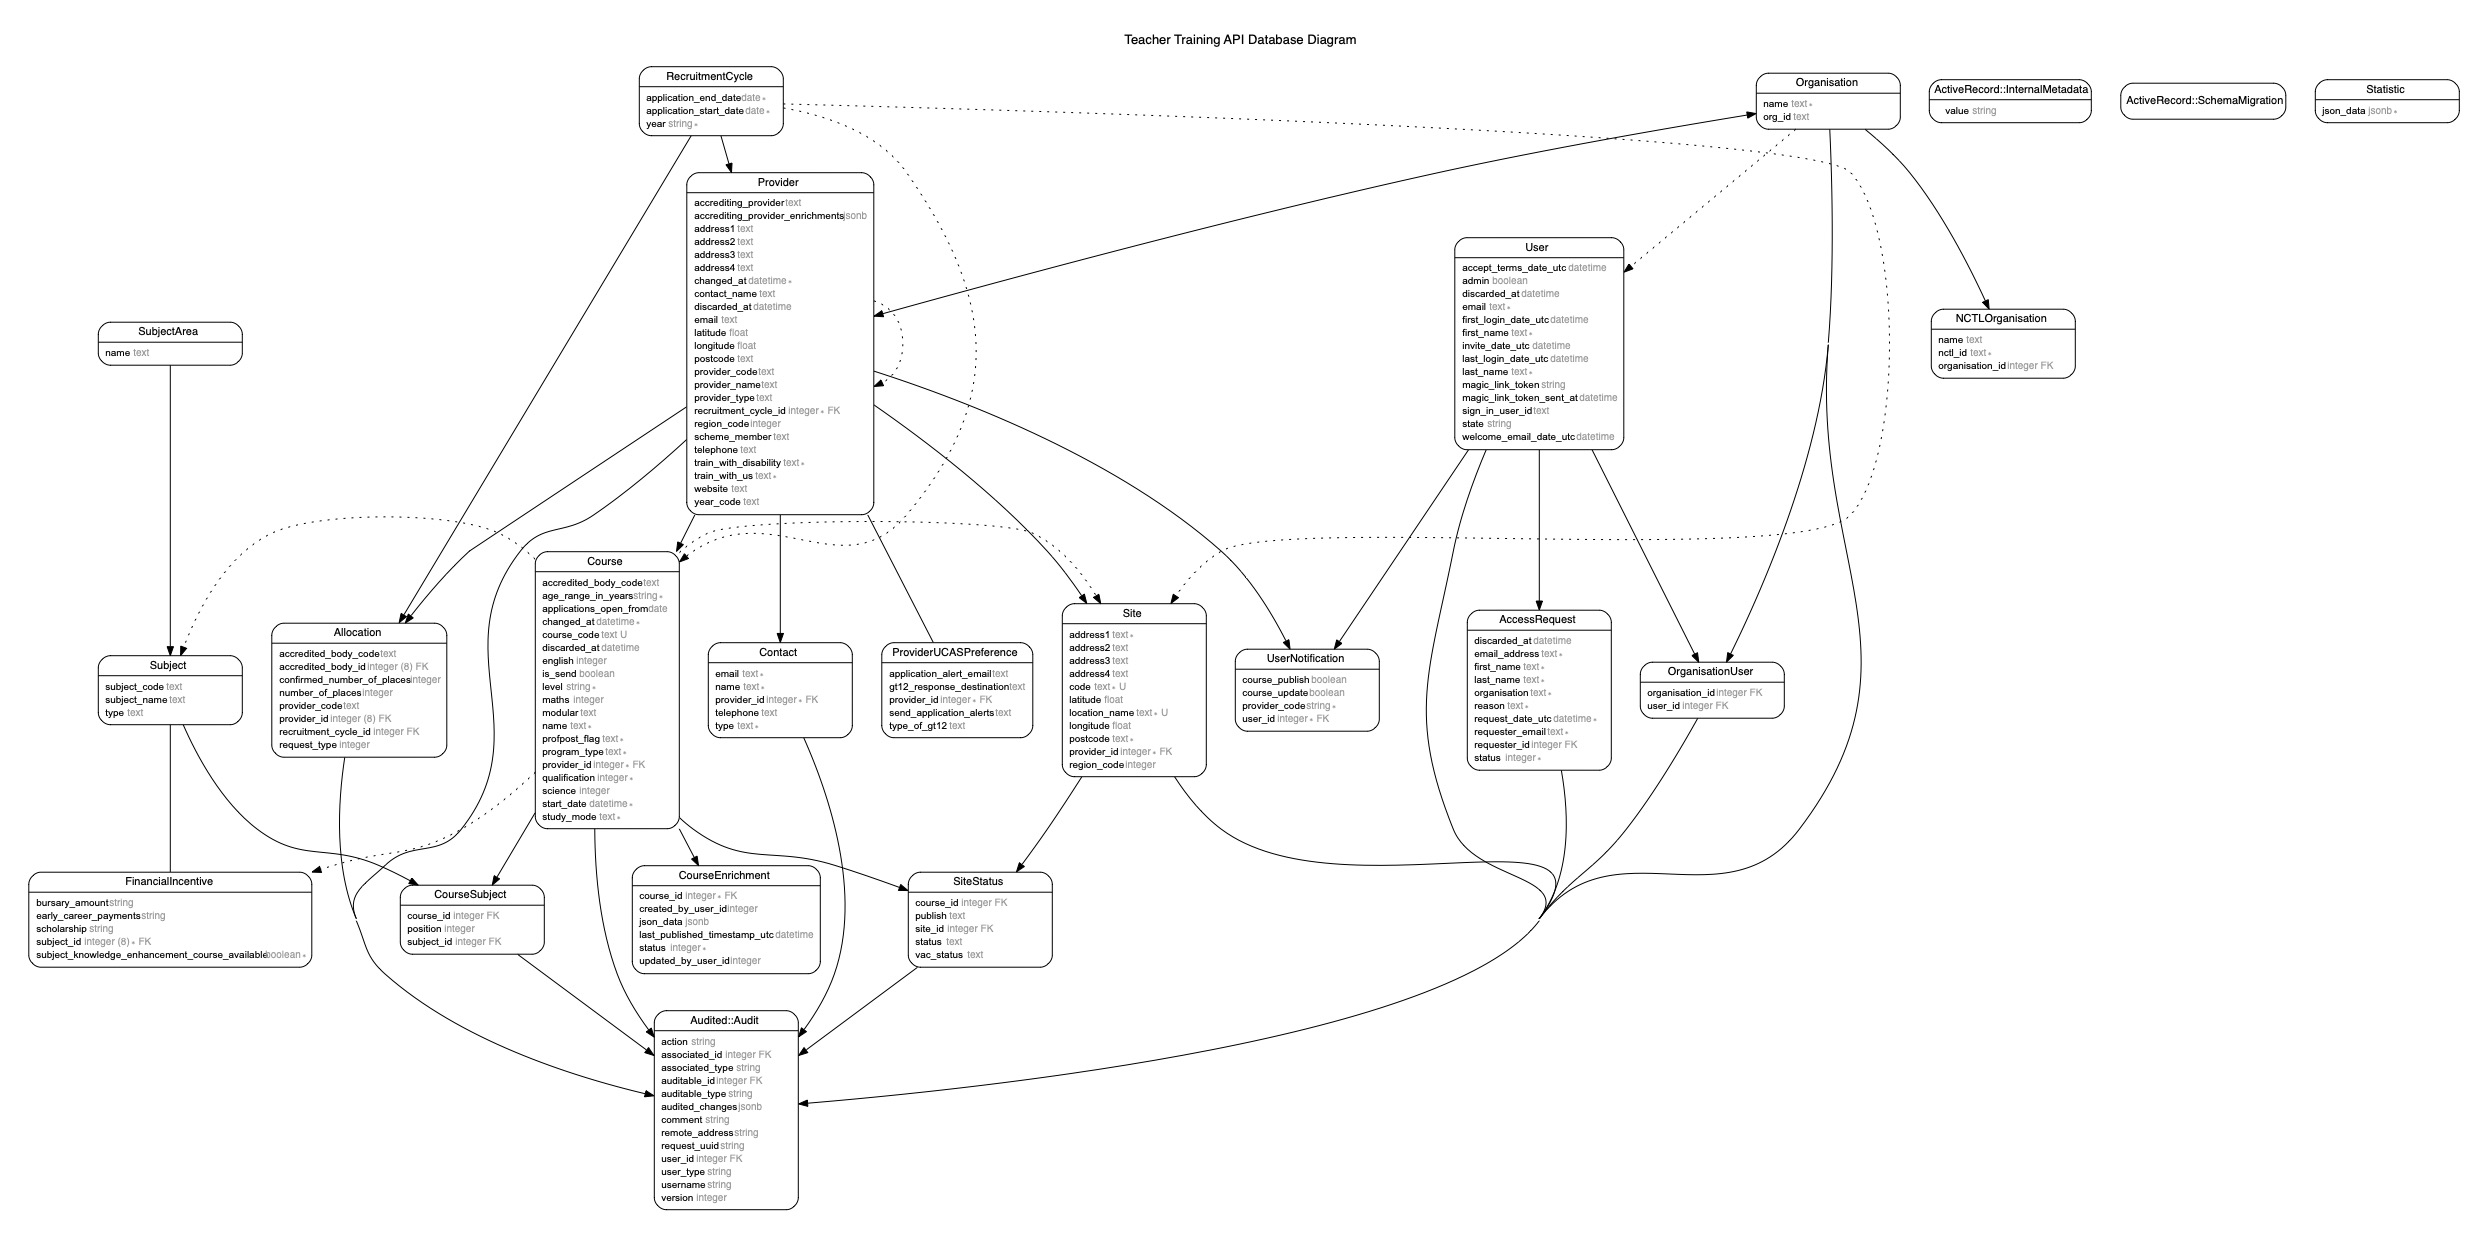 Teacher Training API Database Diagram
RecruitmentCycle
application_end_date date ∗
application_start_date date ∗
year string ∗
Organisation
name text ∗
org_id text
ActiveRecord::InternalMetadata
value string
ActiveRecord::SchemaMigration
Statistic
json_data jsonb ∗
Provider
accrediting_provider text
accrediting_provider_enrichments jsonb
address1 text
address2 text
address3 text
address4 text
changed_at datetime ∗
contact_name text
discarded_at datetime
email text
latitude float
longitude float
postcode text
provider_code text
provider_name text
provider_type text
recruitment_cycle_id integer ∗ FK
region_code integer
scheme_member text
telephone text
train_with_disability text ∗
train_with_us text ∗
website text
year_code text
User
accept_terms_date_utc datetime
admin boolean
discarded_at datetime
email text ∗
first_login_date_utc datetime
first_name text ∗
invite_date_utc datetime
last_login_date_utc datetime
last_name text ∗
magic_link_token string
magic_link_token_sent_at datetime
sign_in_user_id text
state string
welcome_email_date_utc datetime
NCTLOrganisation
name text
nctl_id text ∗
organisation_id integer FK
SubjectArea
name text
Subject
subject_code text
subject_name text
type text
Allocation
accredited_body_code text
accredited_body_id integer (8) FK
confirmed_number_of_places integer
number_of_places integer
provider_code text
provider_id integer (8) FK
recruitment_cycle_id integer FK
request_type integer
Course
accredited_body_code text
age_range_in_years string ∗
applications_open_from date
changed_at datetime ∗
course_code text U
discarded_at datetime
english integer
is_send boolean
level string ∗
maths integer
modular text
name text ∗
profpost_flag text ∗
program_type text ∗
provider_id integer ∗ FK
qualification integer ∗
science integer
start_date datetime ∗
study_mode text ∗
Contact
email text ∗
name text ∗
provider_id integer ∗ FK
telephone text
type text ∗
ProviderUCASPreference
application_alert_email text
gt12_response_destination text
provider_id integer ∗ FK
send_application_alerts text
type_of_gt12 text
Site
address1 text ∗
address2 text
address3 text
address4 text
code text ∗ U
latitude float
location_name text ∗ U
longitude float
postcode text ∗
provider_id integer ∗ FK
region_code integer
UserNotification
course_publish boolean
course_update boolean
provider_code string ∗
user_id integer ∗ FK
AccessRequest
discarded_at datetime
email_address text ∗
first_name text ∗
last_name text ∗
organisation text ∗
reason text ∗
request_date_utc datetime ∗
requester_email text ∗
requester_id integer FK
status integer ∗
OrganisationUser
organisation_id integer FK
user_id integer FK
FinancialIncentive
bursary_amount string
early_career_payments string
scholarship string
subject_id integer (8) ∗ FK
subject_knowledge_enhancement_course_available boolean ∗
CourseSubject
course_id integer FK
position integer
subject_id integer FK
CourseEnrichment
course_id integer ∗ FK
created_by_user_id integer
json_data jsonb
last_published_timestamp_utc datetime
status integer ∗
updated_by_user_id integer
SiteStatus
course_id integer FK
publish text
site_id integer FK
status text
vac_status text
Audited::Audit
action string
associated_id integer FK
associated_type string
auditable_id integer FK
auditable_type string
audited_changes jsonb
comment string
remote_address string
request_uuid string
user_id integer FK
user_type string
username string
version integer